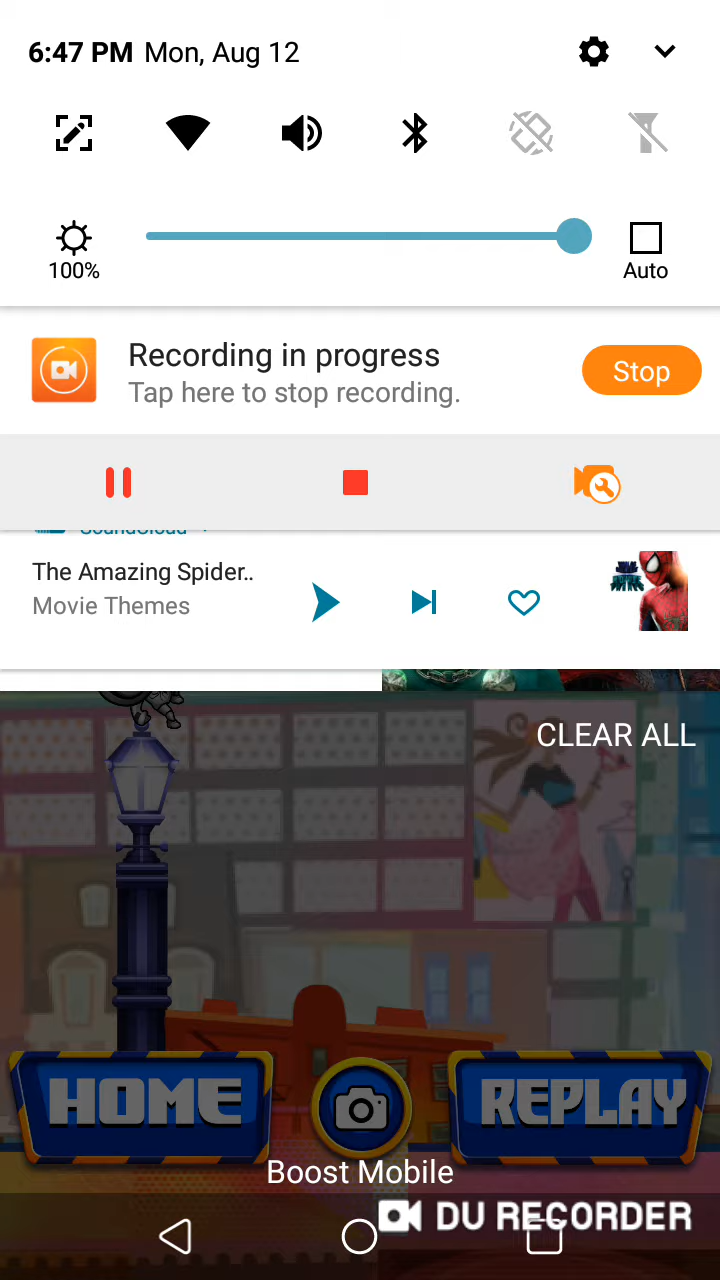 6:47 PM Mon, Aug 12
100%
Auto
Recording in progress
Tap here to stop recording.
Stop
SoundCloud
The Amazing Spider..
Movie Themes
CLEAR ALL
HOME
REPLAY
Boost Mobile
DU RECORDER